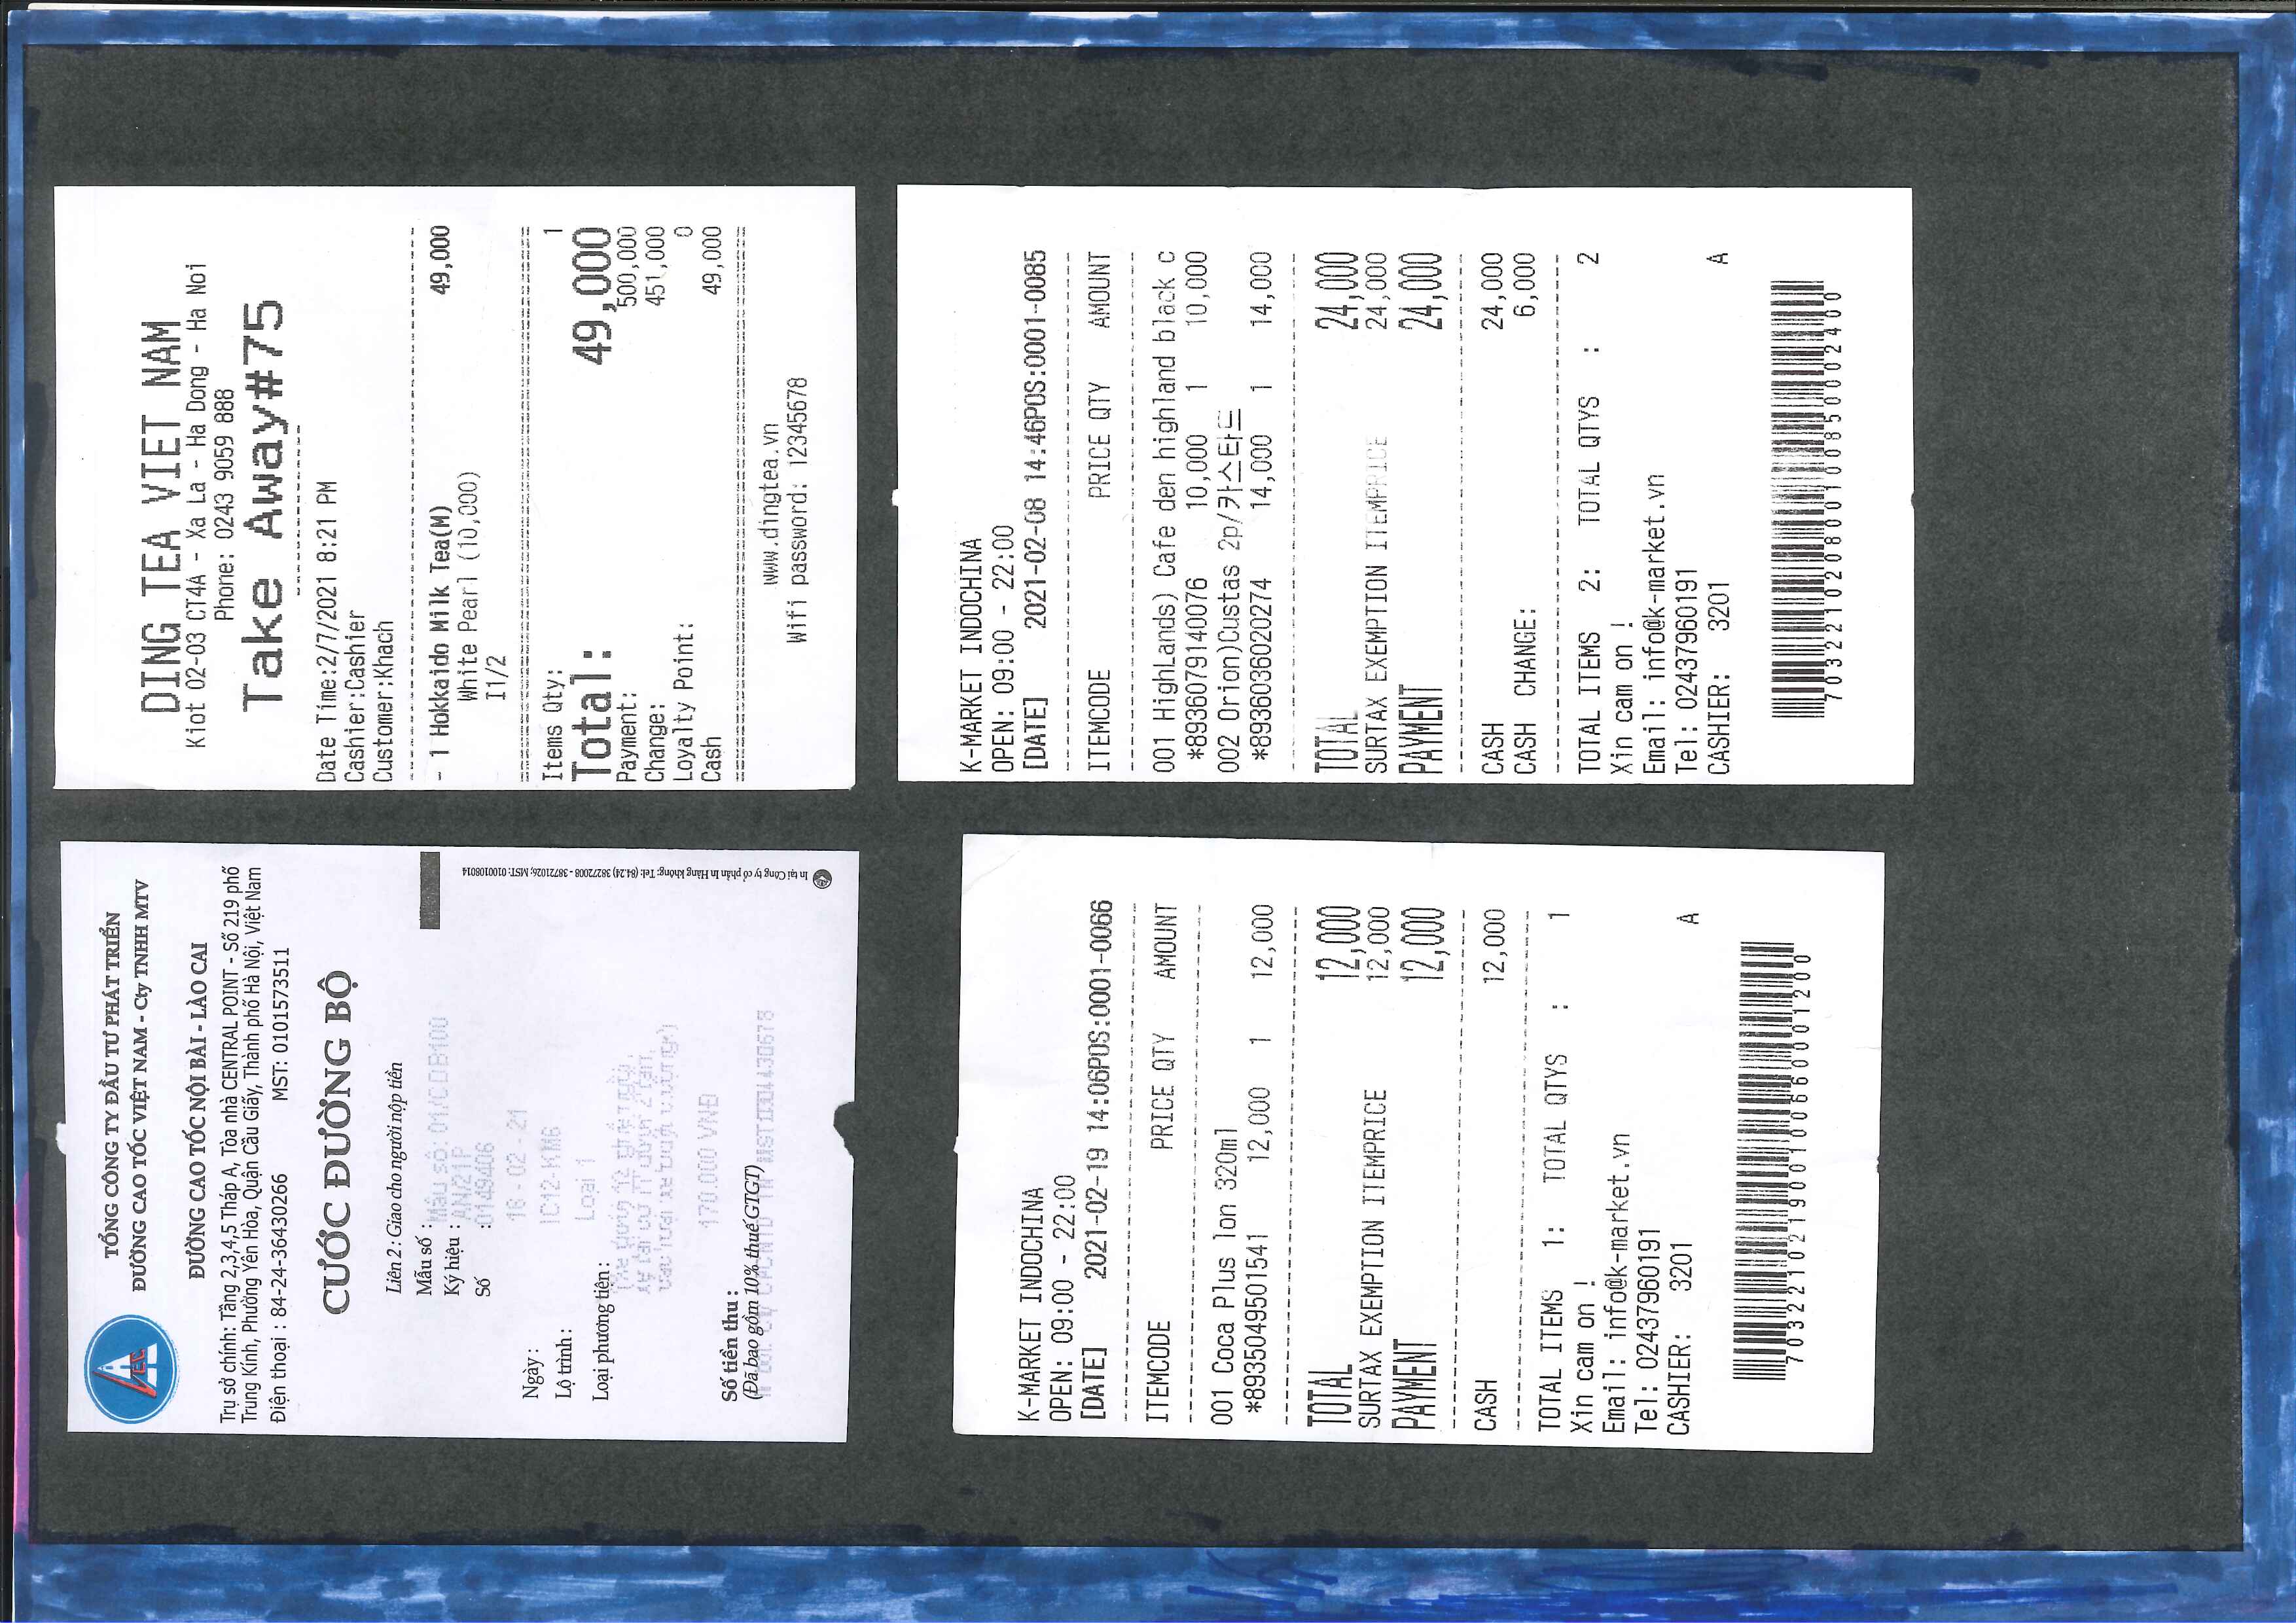 TỔNG CÔNG TY ĐẦU TƯ PHÁT TRIỂN
ĐƯỜNG CAO TỐC VIỆT NAM - Cty TNHH MTV
VEC
ĐƯỜNG CAO TỐC NỘI BÀI - LÀO CAI
Trụ sở chính: Tầng 2,3,4,5 Tháp A, Tòa nhà CENTRAL POINT - Số 219 phố
Trung Kính, Phường Yên Hòa, Quận Cầu Giấy, Thành phố Hà Nội, Việt Nam
Điện thoại : 84-24-36430266 MST: 0101573511
CƯỚC ĐƯỜNG BỘ
Liên 2 : Giao cho người nộp tiền
Mẫu số : Mẫu số: 01/CDB100
Ký hiệu : AN/21P
Số : 0149406
Ngày : 16 - 02 - 21
Lộ trình : IC12-KM6
Loại phương tiện : Loại 1
Số tiền thu : 170.000 VNĐ
(Đã bao gồm 10% thuế GTGT)
In tại Công ty cổ phần In Hàng không; Tel: (84.24) 38272008 - 38721026; MST: 0100108014
DING TEA VIET NAM
Kiot 02-03 CT4A - Xa La - Ha Dong - Ha Noi
Phone: 0243 9059 888
Take Away#75
Date Time:2/7/2021 8:21 PM
Cashier:Cashier
Customer:Khach
- 1 Hokkaido Milk Tea(M) 49,000
White Pearl (10,000)
I1/2
Items Qty: 1
Total: 49,000
Payment: 500,000
Change: 451,000
Loyalty Point: 0
Cash 49,000
www.dingtea.vn
Wifi password: 12345678
K-MARKET INDOCHINA
OPEN: 09:00 - 22:00
[DATE] 2021-02-19 14:06POS:0001-0066
ITEMCODE PRICE QTY AMOUNT
001 Coca Plus lon 320ml
*8935049501541 12,000 1 12,000
TOTAL 12,000
SURTAX EXEMPTION ITEMPRICE 12,000
PAYMENT 12,000
CASH 12,000
TOTAL ITEMS 1: TOTAL QTYS : 1
Xin cam on !
Email: info@k-market.vn
Tel: 02437960191
CASHIER: 3201 A
7032210219001006600001200
K-MARKET INDOCHINA
OPEN: 09:00 - 22:00
[DATE] 2021-02-08 14:46POS:0001-0085
ITEMCODE PRICE QTY AMOUNT
001 HighLands) Cafe den highland black c
*8936079140076 10,000 1 10,000
002 Orion)Custas 2p/카스타드
*8936036020274 14,000 1 14,000
TOTAL 24,000
SURTAX EXEMPTION ITEMPRICE 24,000
PAYMENT 24,000
CASH 24,000
CASH CHANGE: 6,000
TOTAL ITEMS 2: TOTAL QTYS : 2
Xin cam on !
Email: info@k-market.vn
Tel: 02437960191
CASHIER: 3201 A
7032210208001008500002400